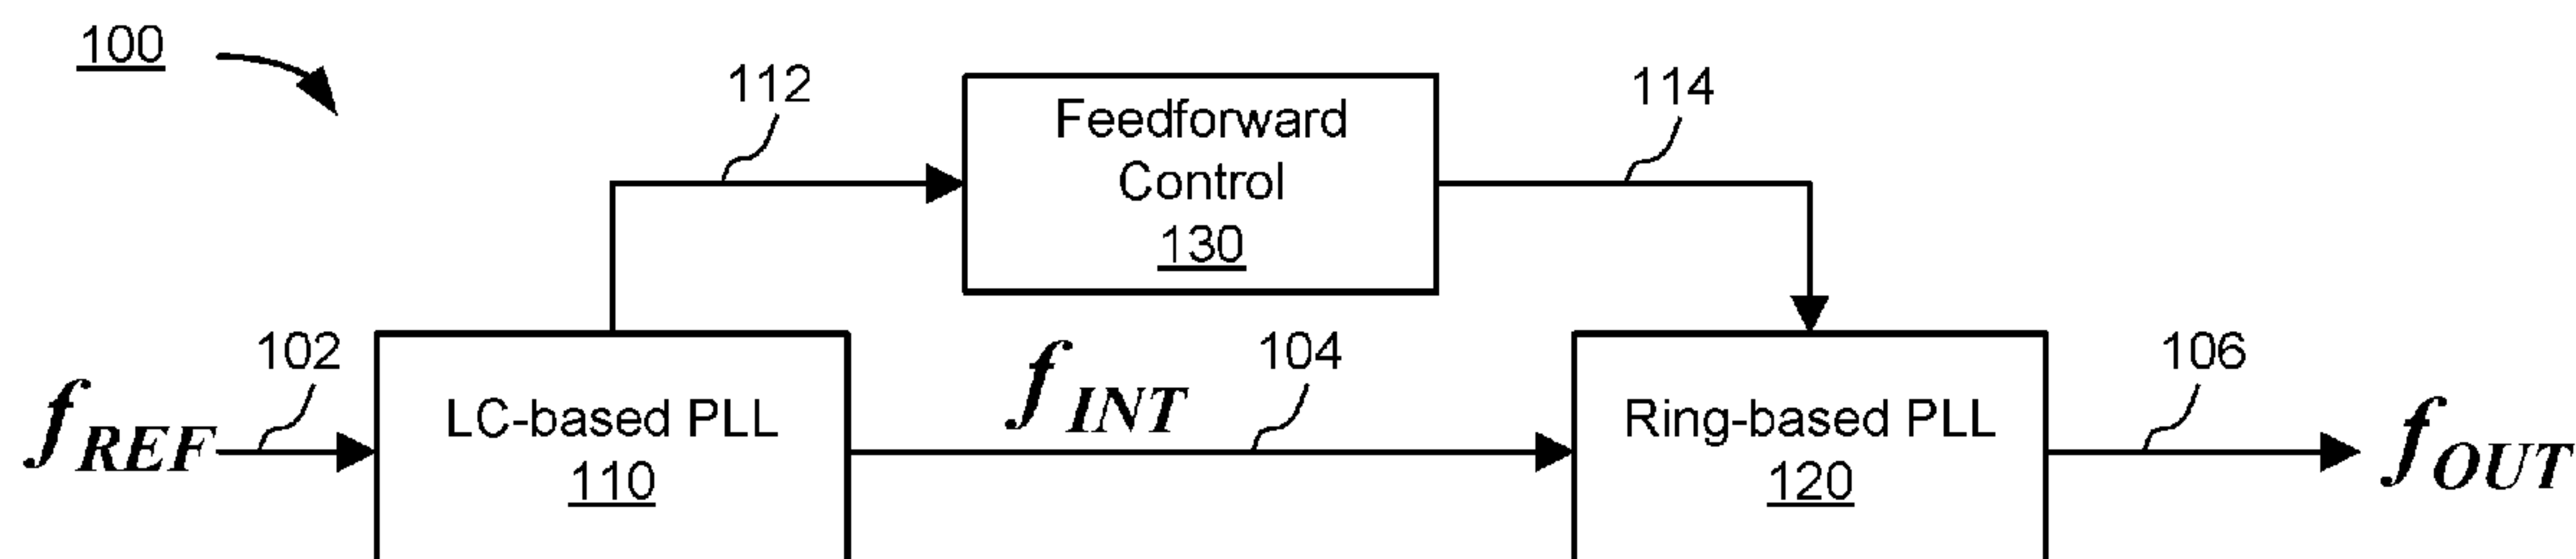 100
112
Feedforward
Control
130
114
f_REF
102
LC-based PLL
110
f_INT
104
Ring-based PLL
120
106
f_OUT